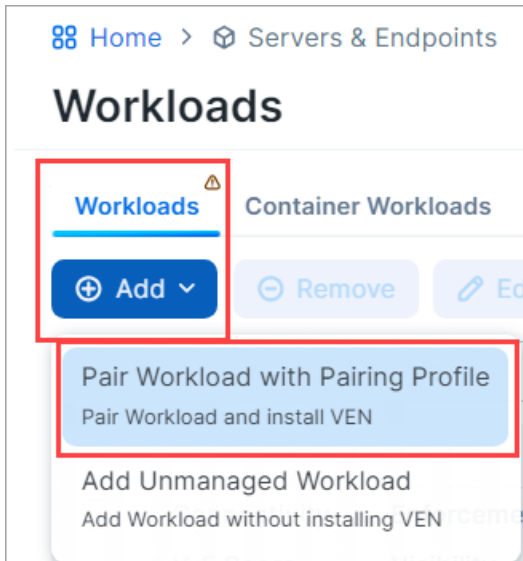 Home > Servers & Endpoints
Workloads
Workloads Container Workloads
Add Remove Ed
Pair Workload with Pairing Profile
Pair Workload and install VEN
Add Unmanaged Workload
Add Workload without installing VEN